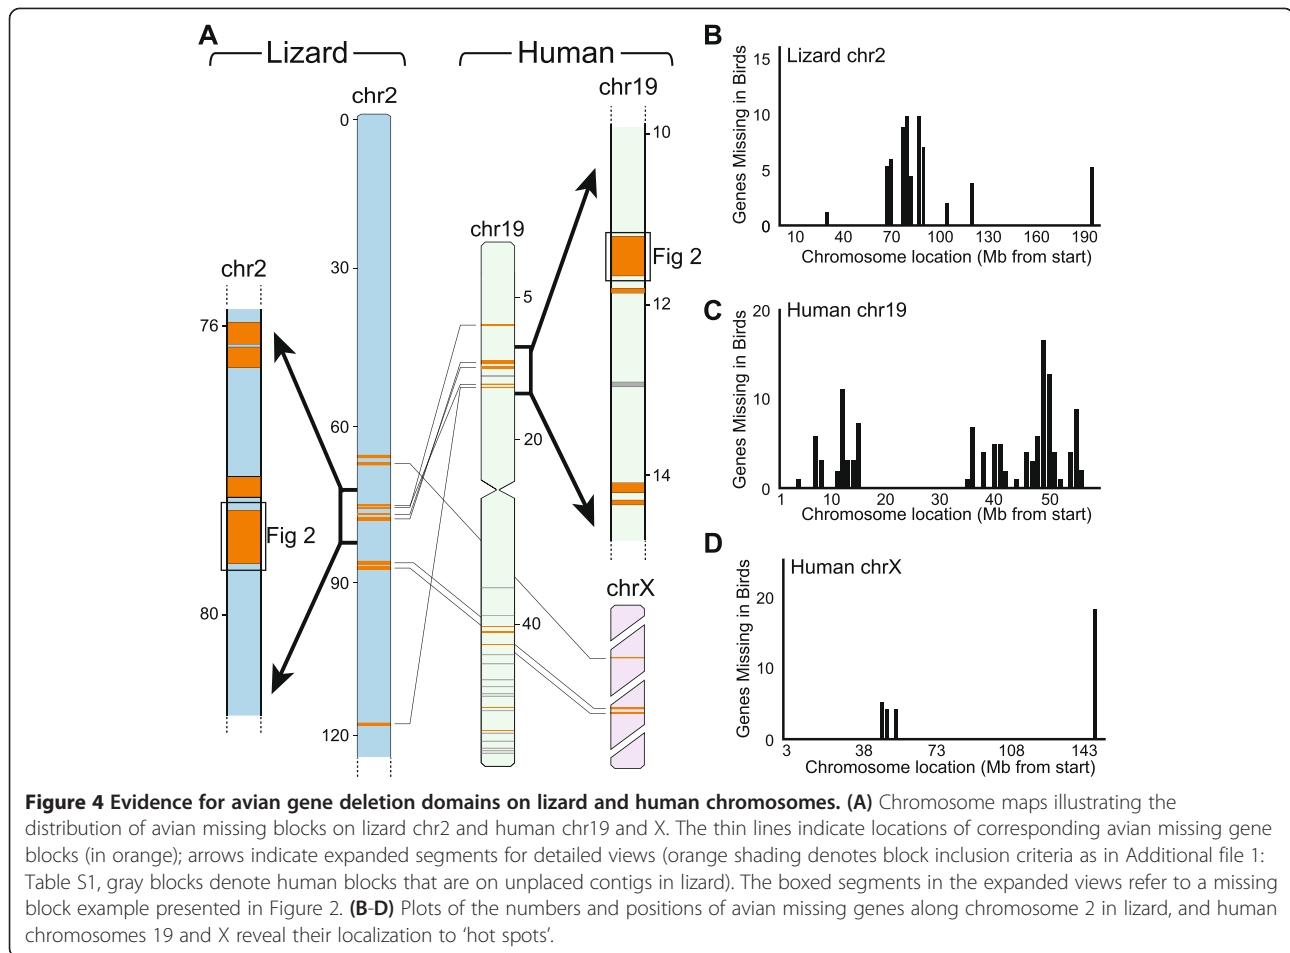 A
Lizard
Human
chr2
chr19
0
30
60
90
120
chr2
76
80
Fig 2
chr19
5
20
40
10
12
14
Fig 2
chrX
B
Lizard chr2
Genes Missing in Birds
15
10
5
0
10 40 70 100 130 160 190
Chromosome location (Mb from start)
C
Human chr19
Genes Missing in Birds
20
10
0
1 10 20 30 40 50
Chromosome location (Mb from start)
D
Human chrX
Genes Missing in Birds
20
10
0
3 38 73 108 143
Chromosome location (Mb from start)
Figure 4 Evidence for avian gene deletion domains on lizard and human chromosomes. (A) Chromosome maps illustrating the
distribution of avian missing blocks on lizard chr2 and human chr19 and X. The thin lines indicate locations of corresponding avian missing gene
blocks (in orange); arrows indicate expanded segments for detailed views (orange shading denotes block inclusion criteria as in Additional file 1:
Table S1, gray blocks denote human blocks that are on unplaced contigs in lizard). The boxed segments in the expanded views refer to a missing
block example presented in Figure 2. (B-D) Plots of the numbers and positions of avian missing genes along chromosome 2 in lizard, and human
chromosomes 19 and X reveal their localization to ‘hot spots’.